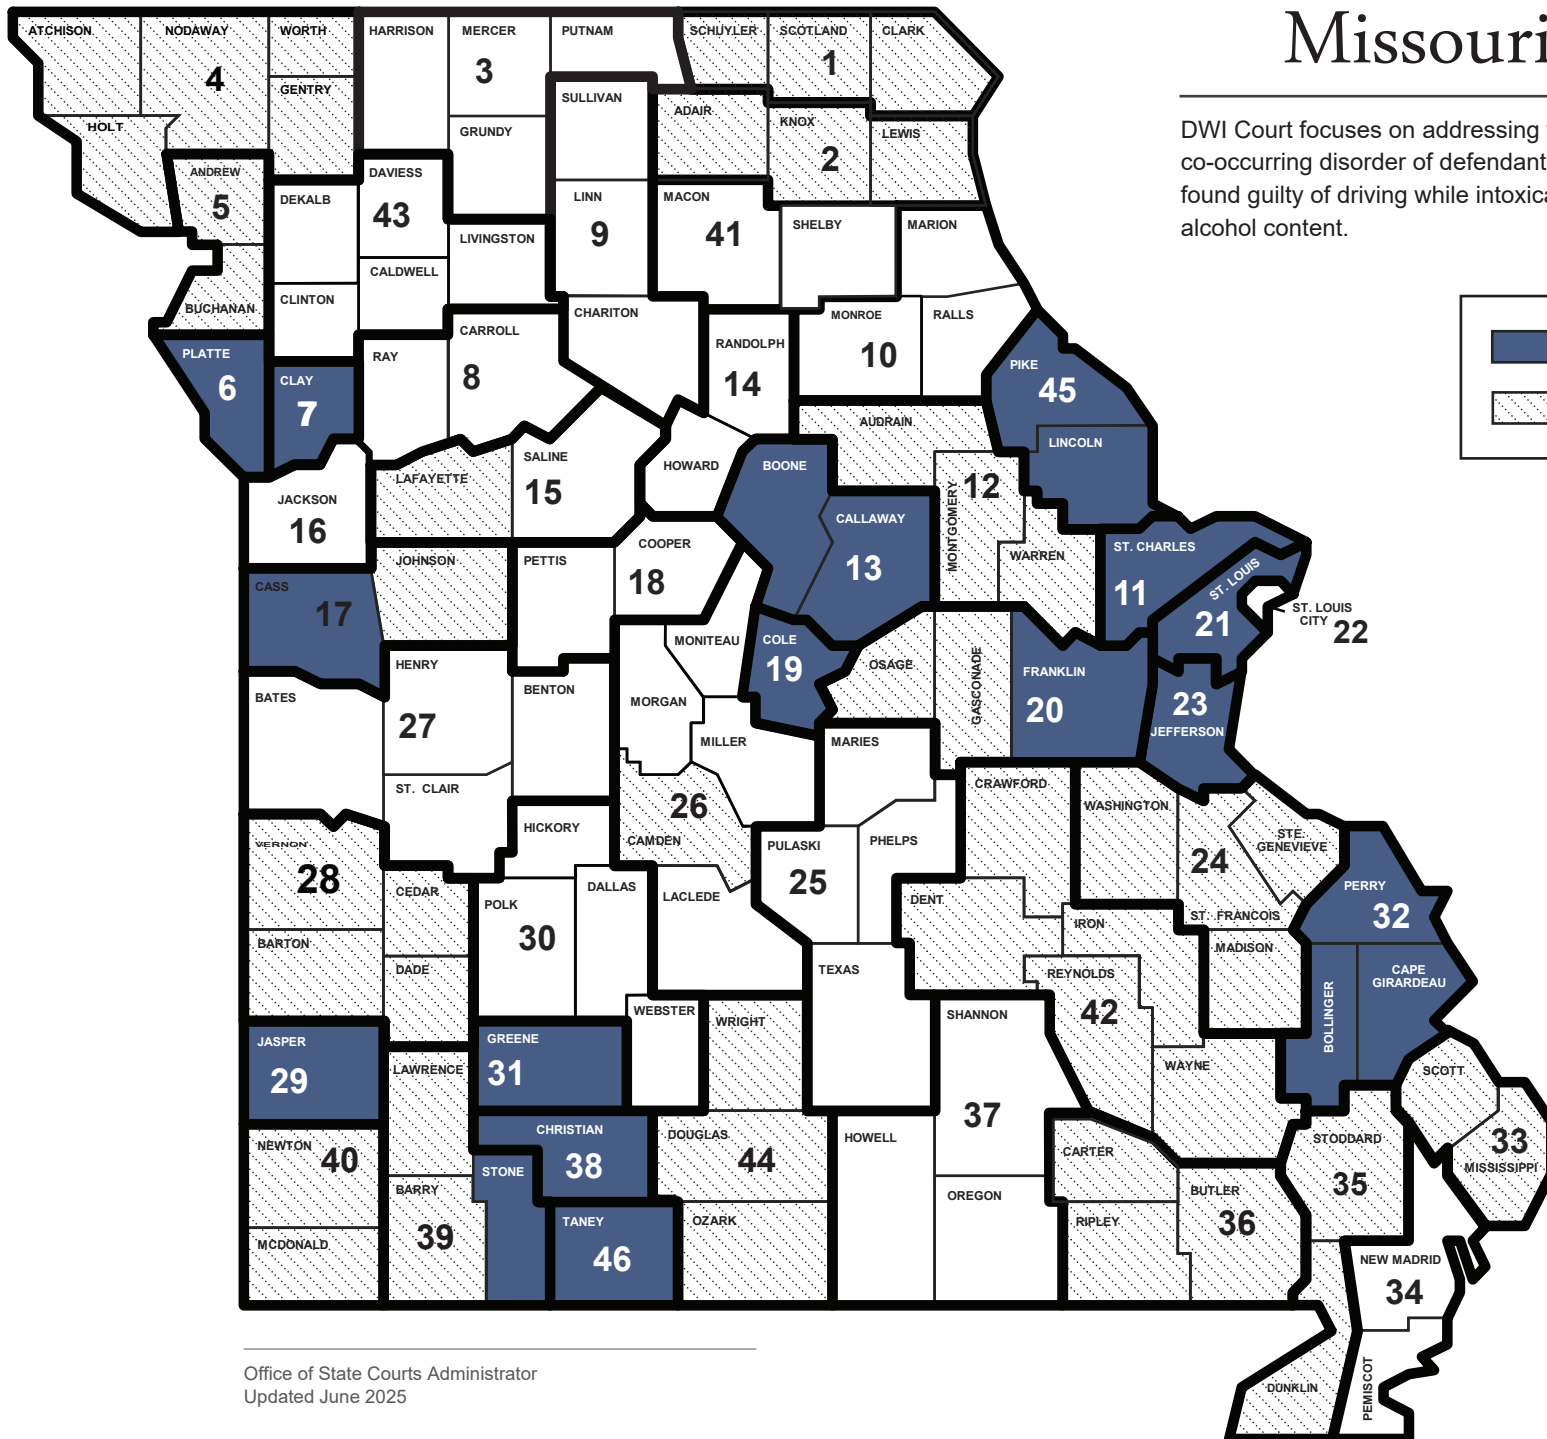 Missouri
DWI Court focuses on addressing
co-occurring disorder of defendant
found guilty of driving while intoxica
alcohol content.
ATCHISON
NODAWAY
4
WORTH
GENTRY
HOLT
HARRISON
MERCER
3
PUTNAM
GRUNDY
SCHUYLER
SCOTLAND
1
CLARK
ADAIR
KNOX
2
LEWIS
SULLIVAN
ANDREW
5
BUCHANAN
DEKALB
DAVIESS
43
CALDWELL
CLINTON
LIVINGSTON
LINN
9
CHARITON
MACON
41
SHELBY
MARION
MONROE
10
RALLS
RANDOLPH
14
HOWARD
PLATTE
6
CLAY
7
RAY
CARROLL
8
PIKE
45
LINCOLN
AUDRAIN
MONTGOMERY
12
WARREN
JACKSON
16
LAFAYETTE
SALINE
15
BOONE
CALLAWAY
13
CASS
17
JOHNSON
PETTIS
COOPER
18
ST. CHARLES
11
ST. LOUIS
21
ST. LOUIS
CITY
22
MONITEAU
COLE
19
OSAGE
GASCONADE
FRANKLIN
20
23
JEFFERSON
BATES
HENRY
27
ST. CLAIR
BENTON
MORGAN
MILLER
26
CAMDEN
LACLEDE
MARIES
PULASKI
25
PHELPS
TEXAS
CRAWFORD
DENT
WASHINGTON
24
STE.
GENEVIEVE
ST. FRANCOIS
MADISON
IRON
REYNOLDS
42
WAYNE
PERRY
32
CAPE
GIRARDEAU
BOLLINGER
VERNON
28
BARTON
CEDAR
DADE
HICKORY
POLK
30
DALLAS
WEBSTER
JASPER
29
GREENE
31
LAWRENCE
NEWTON
40
MCDONALD
BARRY
39
CHRISTIAN
38
STONE
TANEY
46
WRIGHT
DOUGLAS
44
OZARK
SHANNON
37
HOWELL
OREGON
CARTER
RIPLEY
BUTLER
36
STODDARD
35
SCOTT
33
MISSISSIPPI
NEW MADRID
34
DUNKLIN
PEMISCOT
Office of State Courts Administrator
Updated June 2025